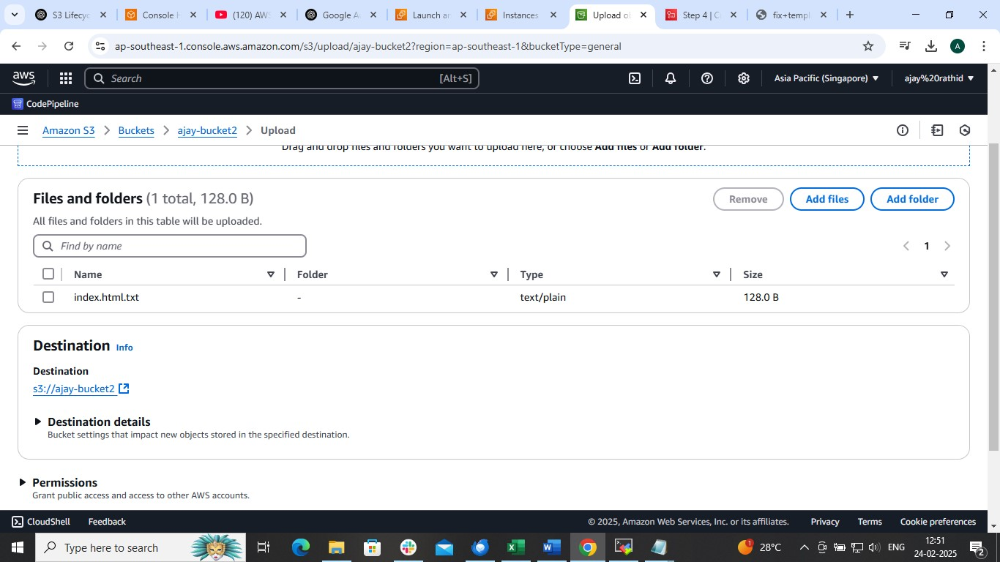 S3 Lifecyc
Console H
(120) AWS
Google A
Launch an
Instances
Upload ob
Step 4 | C
fix+templ
ap-southeast-1.console.aws.amazon.com/s3/upload/ajay-bucket2?region=ap-southeast-1&bucketType=general
A
aws
Search
[Alt+S]
Asia Pacific (Singapore)
ajay%20rathid
CodePipeline
Amazon S3
Buckets
ajay-bucket2
Upload
Drag and drop files and folders you want to upload here, or choose Add files or Add folder.
Files and folders (1 total, 128.0 B)
Remove
Add files
Add folder
All files and folders in this table will be uploaded.
Find by name
1
Name
Folder
Type
Size
index.html.txt
-
text/plain
128.0 B
Destination Info
Destination
s3://ajay-bucket2
Destination details
Bucket settings that impact new objects stored in the specified destination.
Permissions
Grant public access and access to other AWS accounts.
CloudShell
Feedback
© 2025, Amazon Web Services, Inc. or its affiliates.
Privacy
Terms
Cookie preferences
Type here to search
1
28°C
ENG
12:51
24-02-2025
2